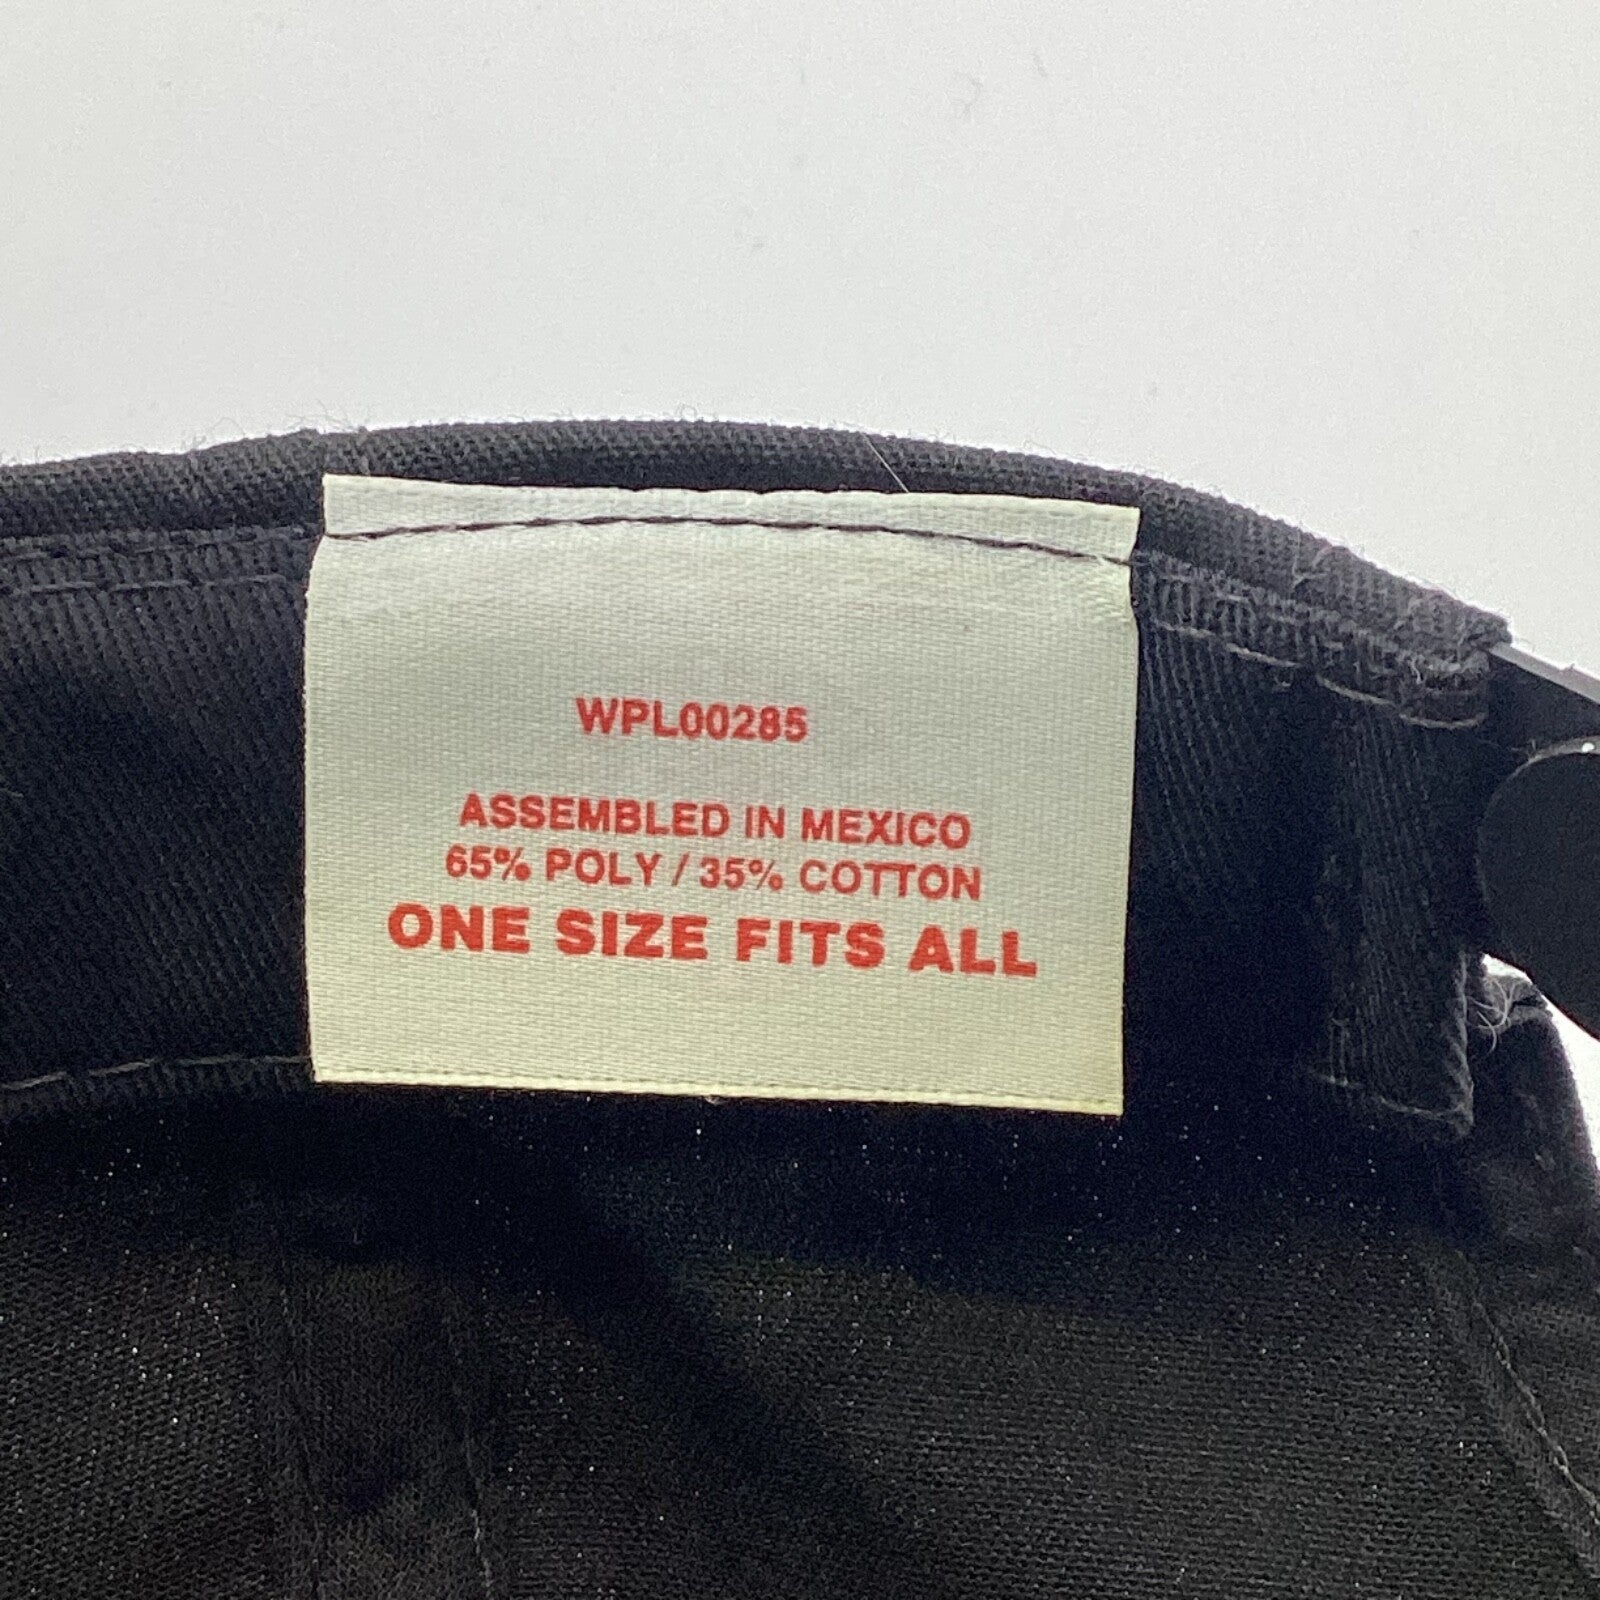 WPL00285
ASSEMBLED IN MEXICO
65% POLY / 35% COTTON
ONE SIZE FITS ALL